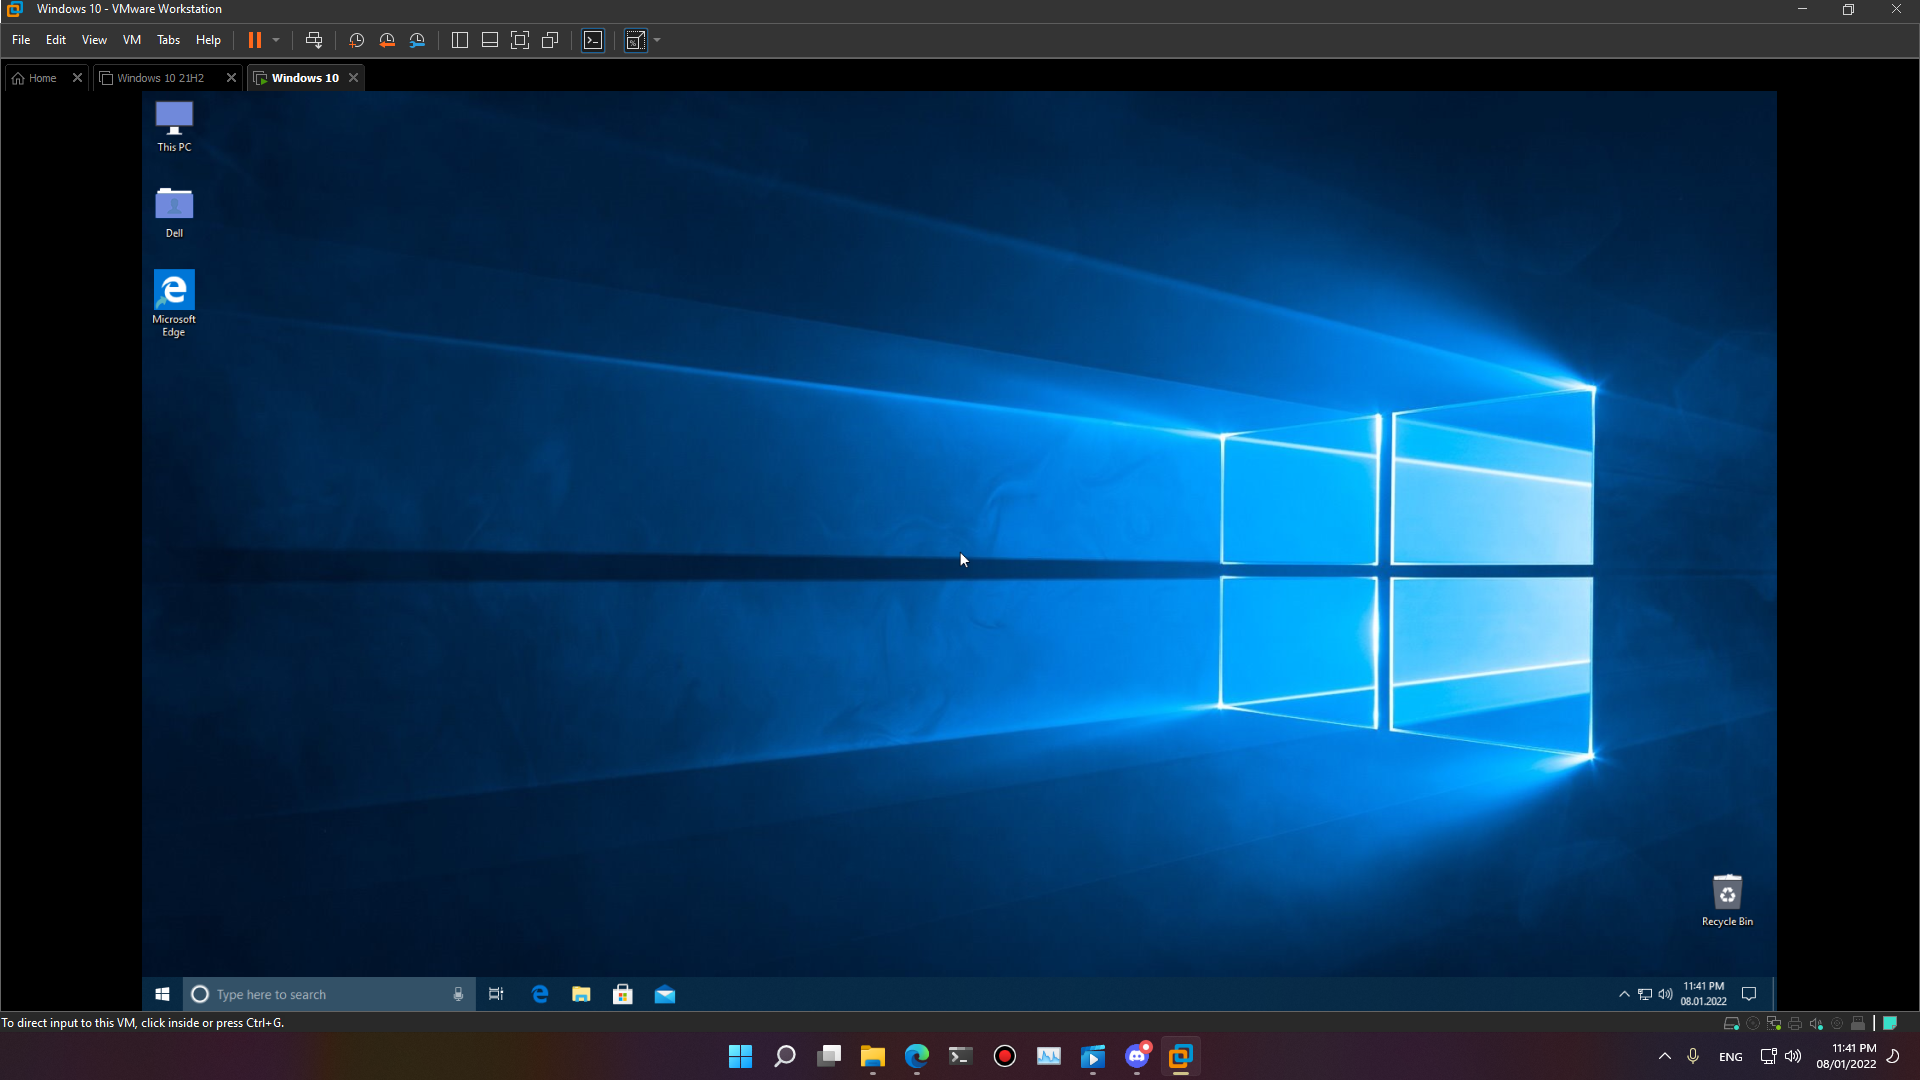 Windows 10 - VMware Workstation
File Edit View VM Tabs Help
Home Windows 10 21H2 Windows 10
This PC
Dell
Microsoft
Edge
Recycle Bin
Type here to search
11:41 PM
08.01.2022
To direct input to this VM, click inside or press Ctrl+G.
ENG
11:41 PM
08/01/2022